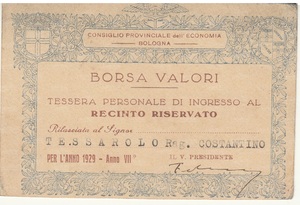 CONSIGLIO PROVINCIALE dell'ECONOMIA
BOLOGNA
BORSA VALORI
TESSERA PERSONALE DI INGRESSO AL
RECINTO RISERVATO
Rilasciata al Signor
TESSAROLO Rag. COSTANTINO
PER L'ANNO 1929 - Anno VII°
IL V. PRESIDENTE